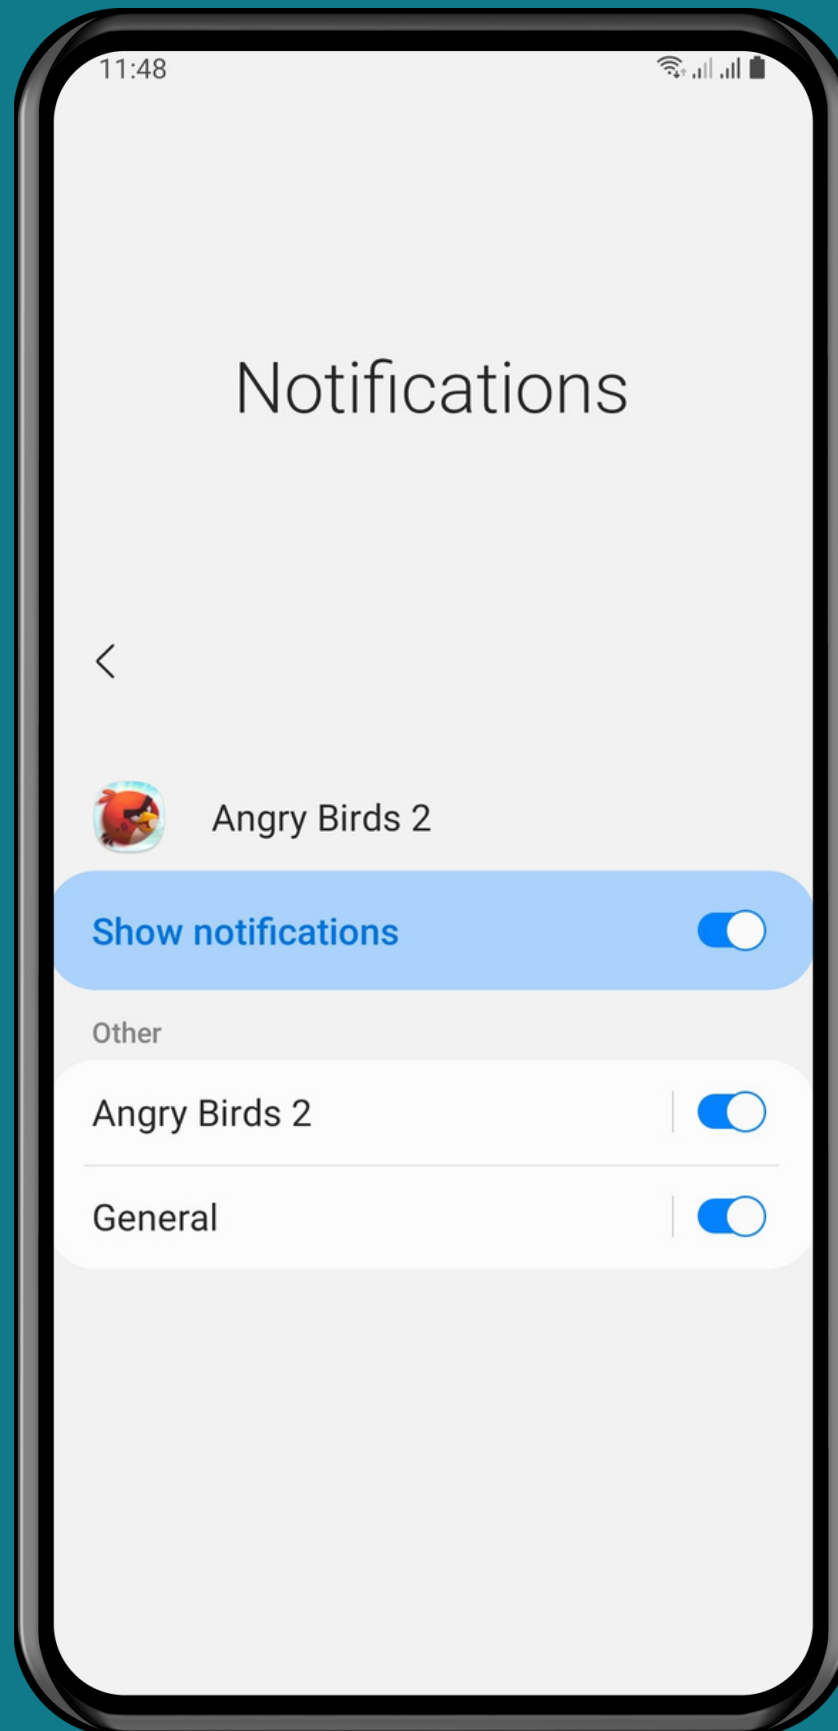 11:48
Notifications
Angry Birds 2
Show notifications
Other
Angry Birds 2
General